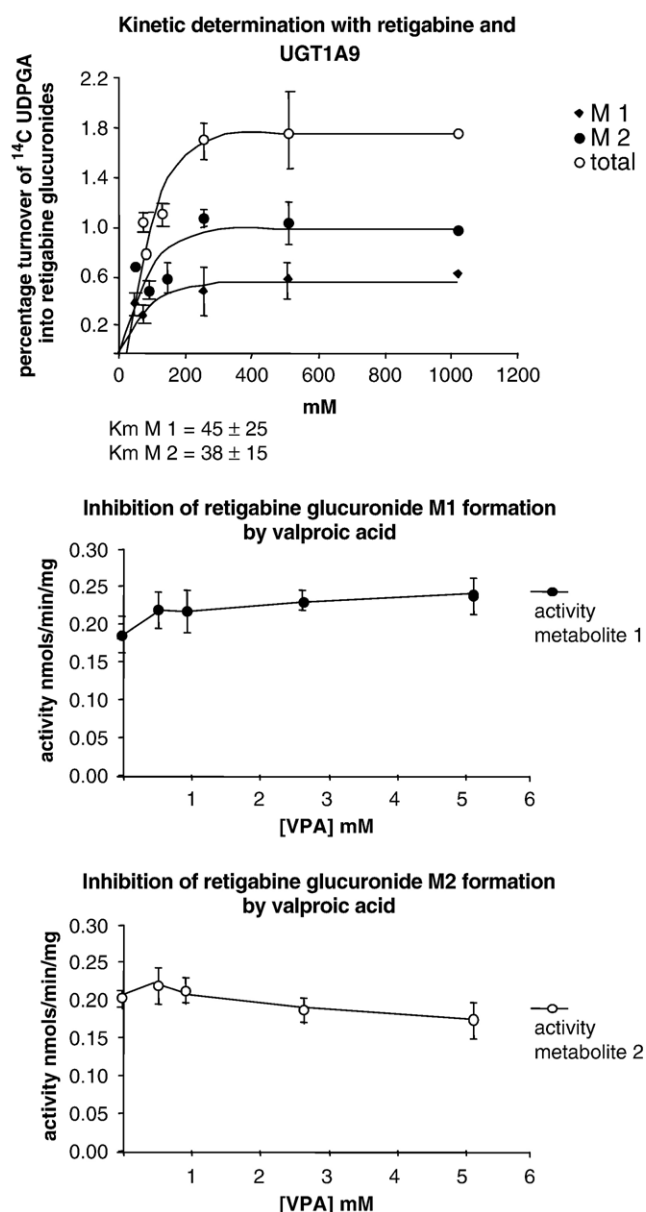 Kinetic determination with retigabine and
UGT1A9
percentage turnover of ¹⁴C UDPGA
into retigabine glucuronides
2.2
1.8
1.4
1.0
0.6
0.2
0 200 400 600 800 1000 1200
mM
M 1
M 2
total
Km M 1 = 45 ± 25
Km M 2 = 38 ± 15
Inhibition of retigabine glucuronide M1 formation
by valproic acid
activity nmols/min/mg
0.30
0.25
0.20
0.15
0.10
0.05
0.00
1 2 3 4 5 6
[VPA] mM
activity
metabolite 1
Inhibition of retigabine glucuronide M2 formation
by valproic acid
activity nmols/min/mg
0.30
0.25
0.20
0.15
0.10
0.05
0.00
1 2 3 4 5 6
[VPA] mM
activity
metabolite 2